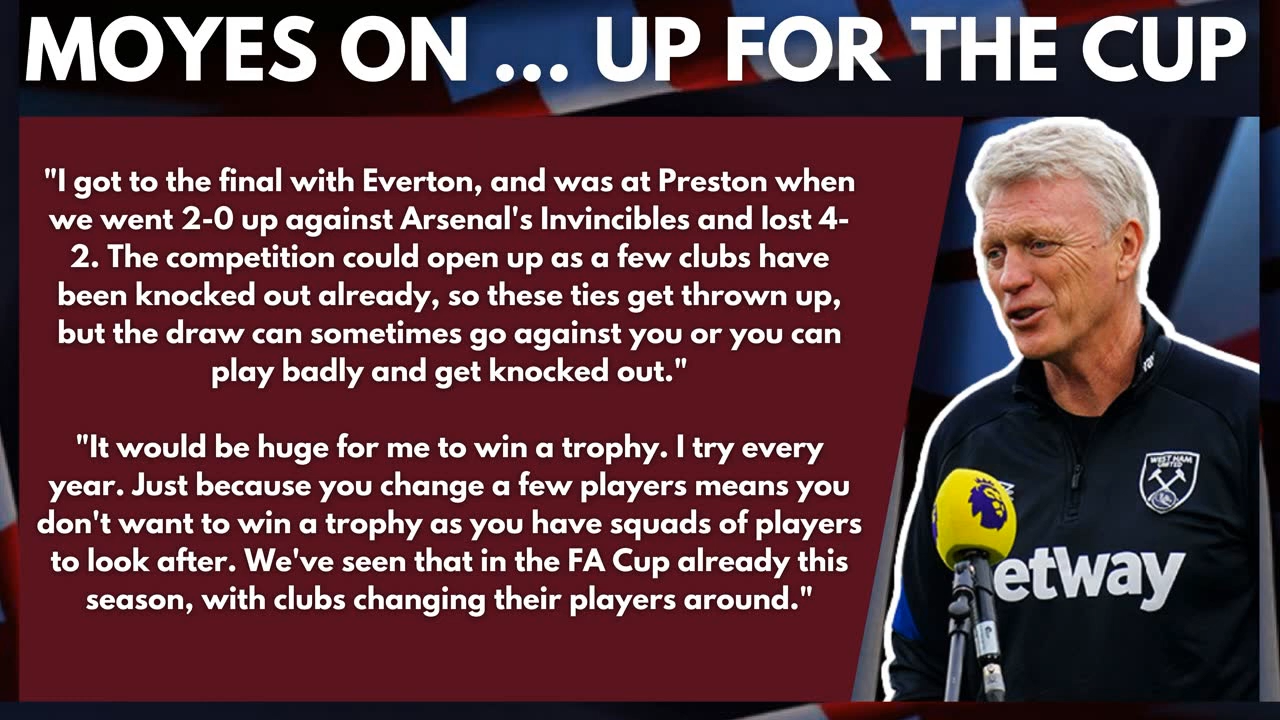 MOYES ON ... UP FOR THE CUP
"I got to the final with Everton, and was at Preston when
we went 2-0 up against Arsenal's Invincibles and lost 4-
2. The competition could open up as a few clubs have
been knocked out already, so these ties get thrown up,
but the draw can sometimes go against you or you can
play badly and get knocked out."
"It would be huge for me to win a trophy. I try every
year. Just because you change a few players means you
don't want to win a trophy as you have squads of players
to look after. We've seen that in the FA Cup already this
season, with clubs changing their players around."
WEST HAM
UNITED
etway